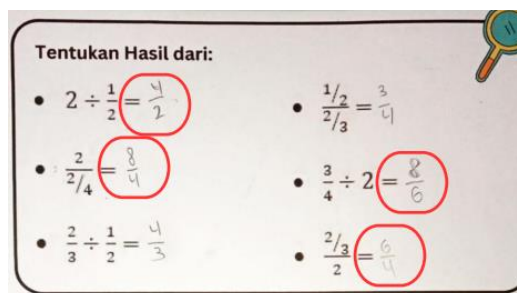 Tentukan Hasil dari:
• 2 ÷ 1/2 = 4/2
• 2/(2/4) = 8/4
• 2/3 ÷ 1/2 = 4/3
• (1/2)/(2/3) = 3/4
• 3/4 ÷ 2 = 8/6
• (2/3)/2 = 6/4